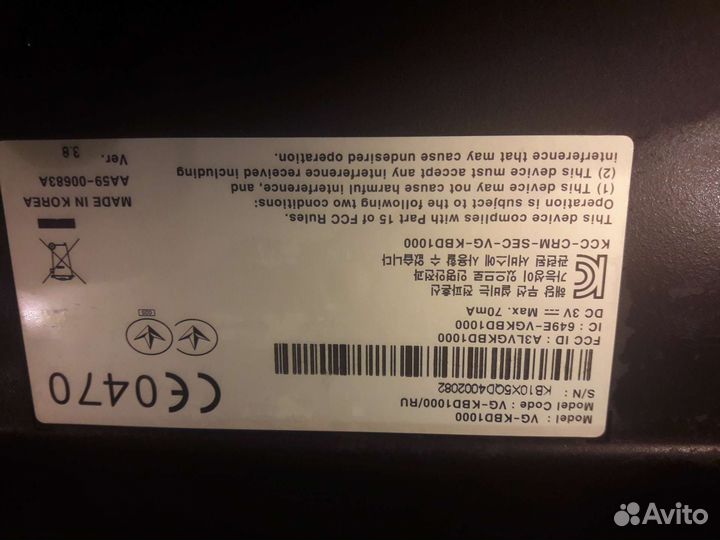 Model : VG-KBD1000
Model Code : VG-KBD1000/RU
S/N : KB10X5QD4002082
FCC ID : A3LVGKBD1000
IC : 649E-VGKBD1000
DC 3V Max. 70mA
해당 무선 설비는 전파혼신
가능성이 있으므로 인명안전과
관련된 서비스에 사용할 수 없습니다
KCC-CRM-SEC-VG-KBD1000
This device complies with Part 15 of FCC Rules.
Operation is subject to the following two conditions:
(1) This device may not cause harmful interference, and
(2) This device must accept any interference received including
interference that may cause undesired operation.
CE0470
MADE IN KOREA
AA59-00683A
Ver. 3.8
Avito